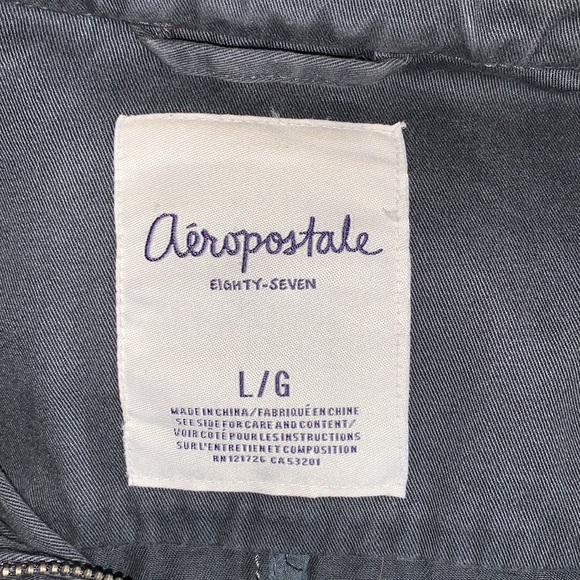 Aéropostale
EIGHTY-SEVEN
L/G
MADE IN CHINA/FABRIQUÉ EN CHINE
SEE SIDE FOR CARE AND CONTENT/
VOIR CÔTÉ POUR LES INSTRUCTIONS
SUR L'ENTRETIEN ET COMPOSITION
RN 121726 CA 53201